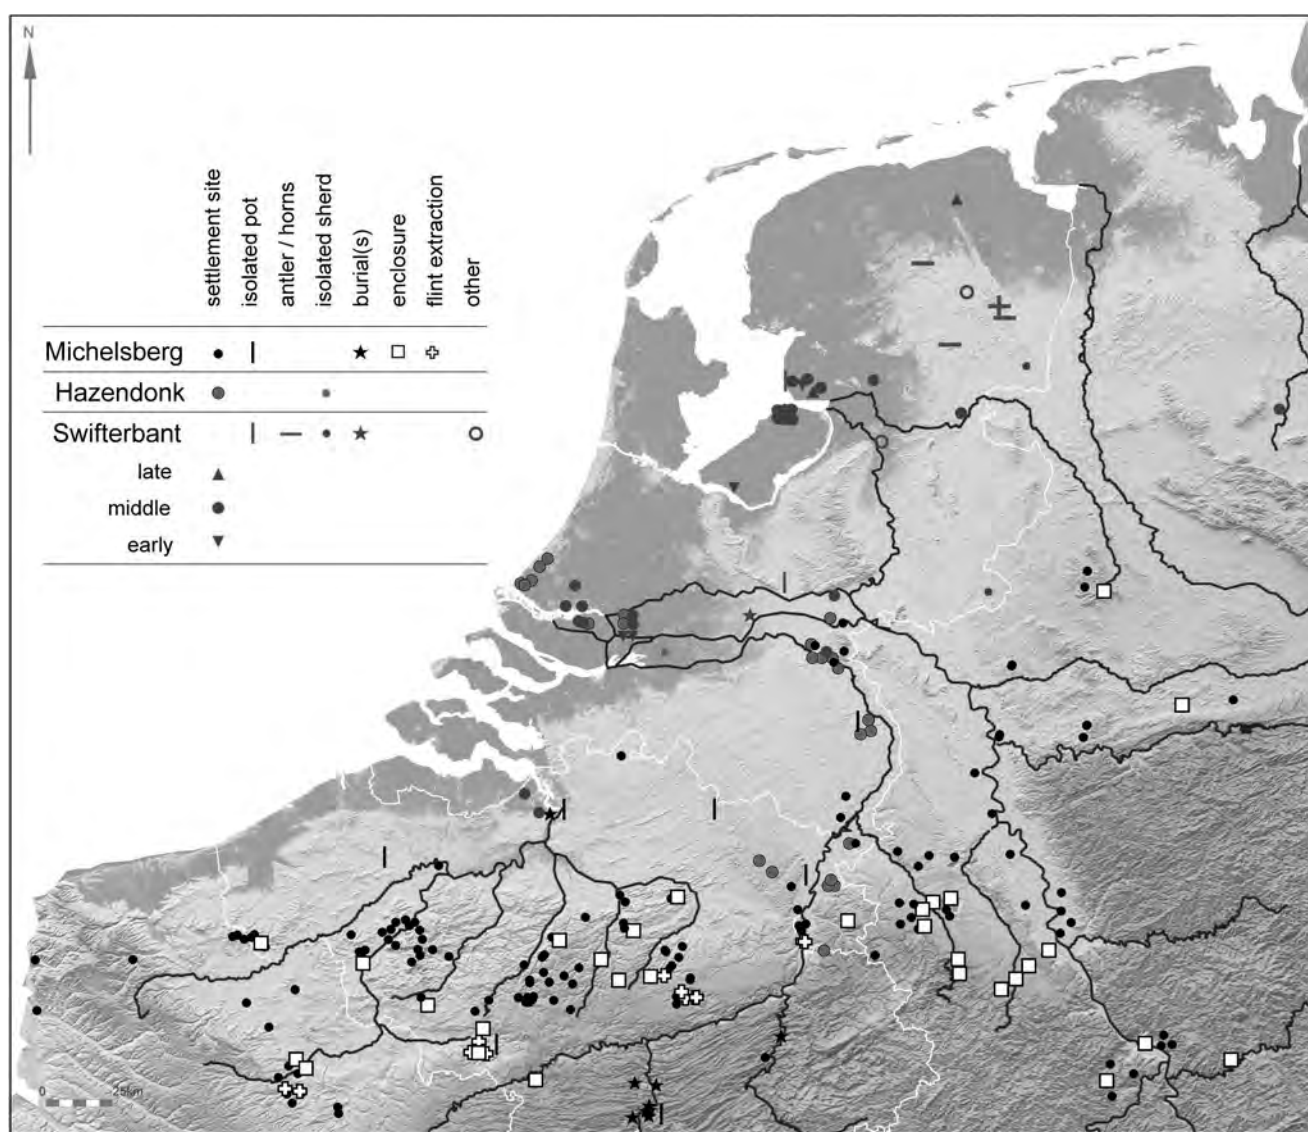 N
settlement site
isolated pot
antler / horns
isolated sherd
burial(s)
enclosure
flint extraction
other
Michelsberg
Hazendonk
Swifterbant
late
middle
early
0 25km